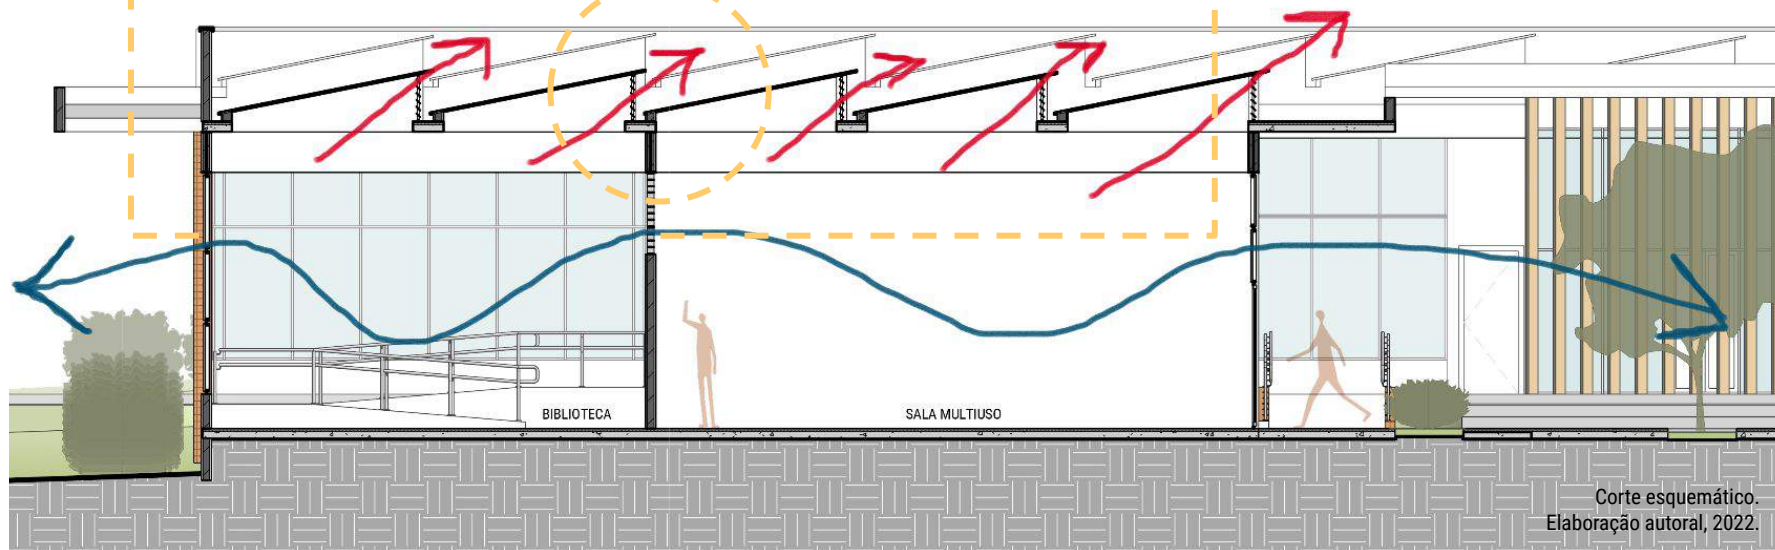 BIBLIOTECA
SALA MULTIUSO
Corte esquemático.
Elaboração autoral, 2022.